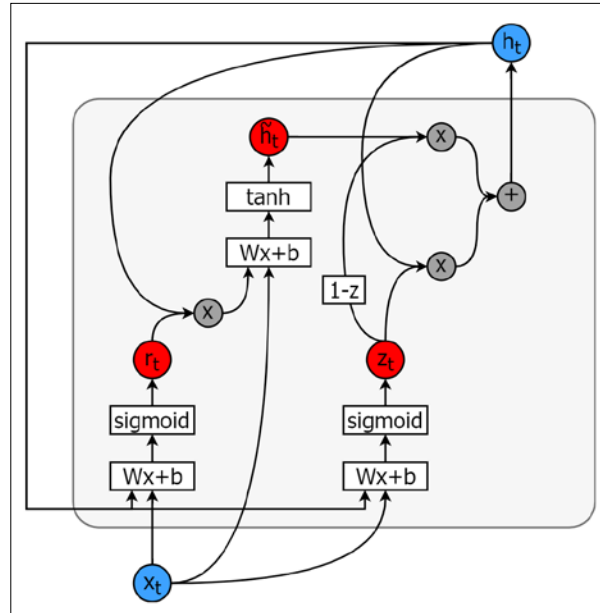 hₜ
h̃ₜ
x
tanh
+
Wx+b
x
1-z
x
rₜ
zₜ
sigmoid
sigmoid
Wx+b
Wx+b
xₜ